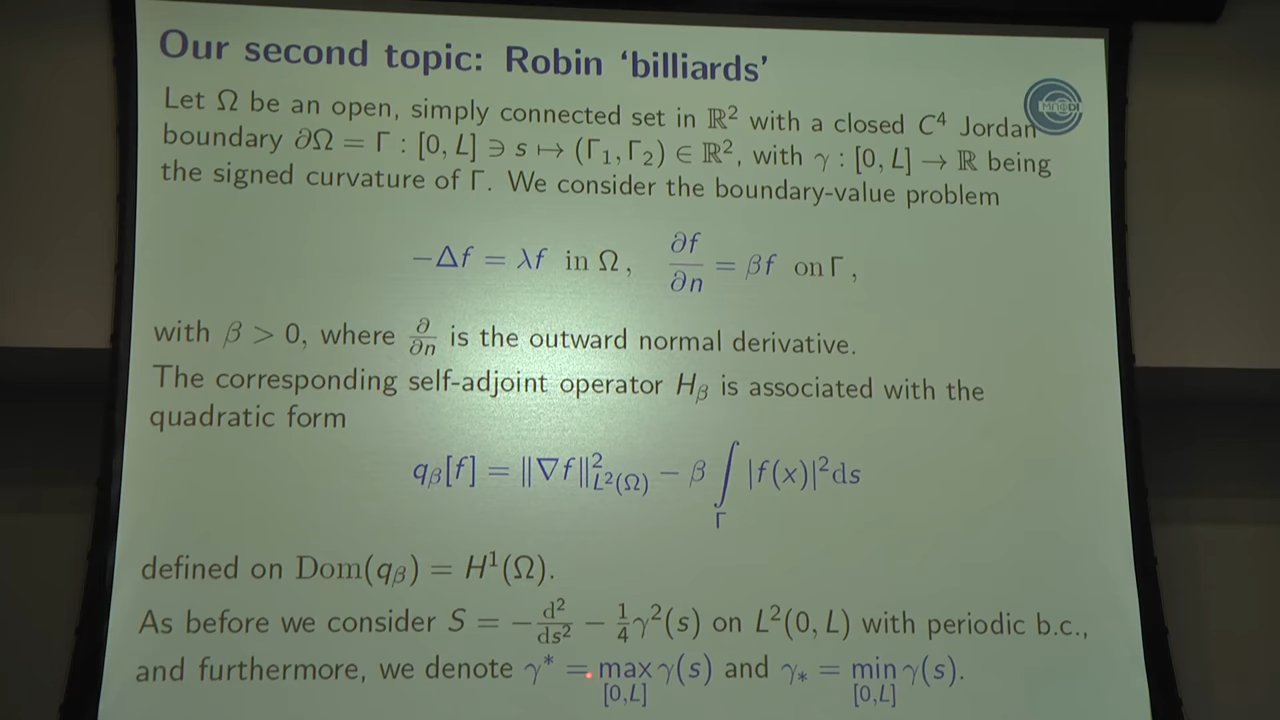 Our second topic: Robin ‘billiards’
Let Ω be an open, simply connected set in ℝ² with a closed C⁴ Jordan
boundary ∂Ω = Γ : [0, L] ∋ s ↦ (Γ₁, Γ₂) ∈ ℝ², with γ : [0, L] → ℝ being
the signed curvature of Γ. We consider the boundary-value problem
−Δf = λf in Ω, ∂f/∂n = βf on Γ,
with β > 0, where ∂/∂n is the outward normal derivative.
The corresponding self-adjoint operator H_β is associated with the
quadratic form
q_β[f] = ‖∇f‖²_{L²(Ω)} − β ∫_Γ |f(x)|² ds
defined on Dom(q_β) = H¹(Ω).
As before we consider S = −d²/ds² − ¼γ²(s) on L²(0, L) with periodic b.c.,
and furthermore, we denote γ* = max_{[0,L]} γ(s) and γ_* = min_{[0,L]} γ(s).